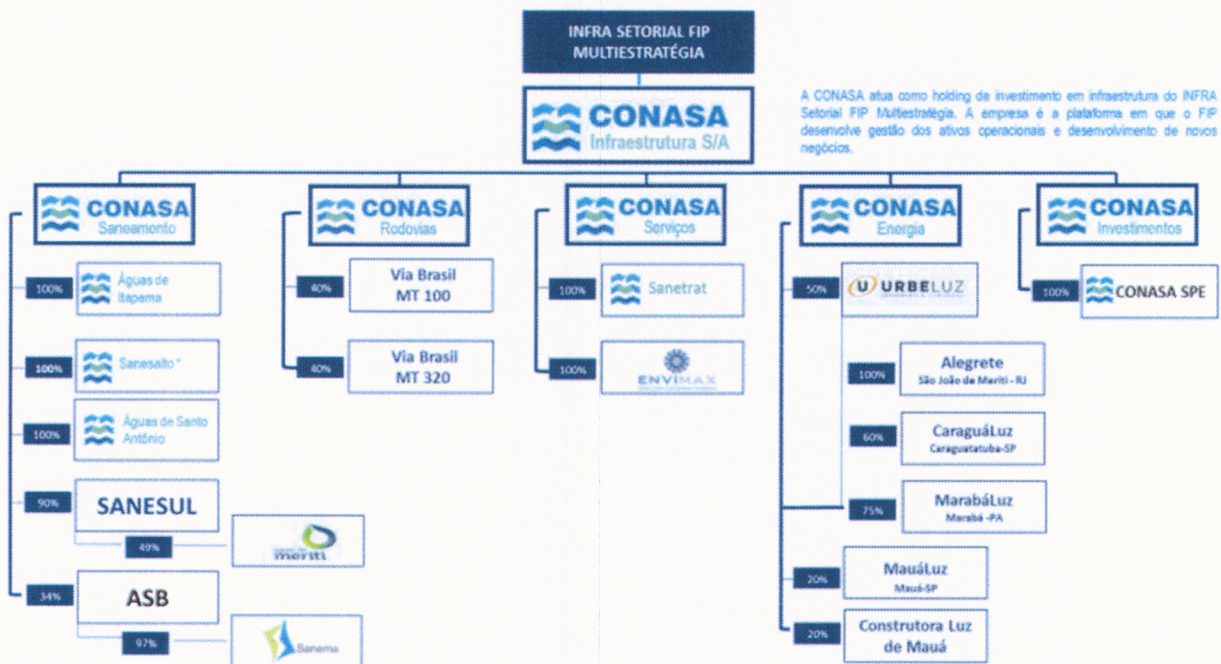 INFRA SETORIAL FIP
MULTIESTRATÉGIA
CONASA
Infraestrutura S/A
A CONASA atua como holding de investimento em infraestrutura do INFRA
Setorial FIP Multiestratégia. A empresa é a plataforma em que o FIP
desenvolve gestão dos ativos operacionais e desenvolvimento de novos
negócios.
CONASA
Saneamento
100%
Águas de
Itapema
100%
Sanesalto *
100%
Águas de Santo
Antônio
90%
SANESUL
49%
meriti
34%
ASB
97%
Sanema
CONASA
Rodovias
40%
Via Brasil
MT 100
40%
Via Brasil
MT 320
CONASA
Serviços
100%
Sanetrat
100%
ENVIMAX
CONASA
Energia
50%
URBELUZ
100%
Alegrete
São João de Meriti - RJ
60%
CaraguáLuz
Caraguatatuba-SP
75%
MarabáLuz
Marabá -PA
20%
MauáLuz
Mauá-SP
20%
Construtora Luz
de Mauá
CONASA
Investimentos
100%
CONASA SPE